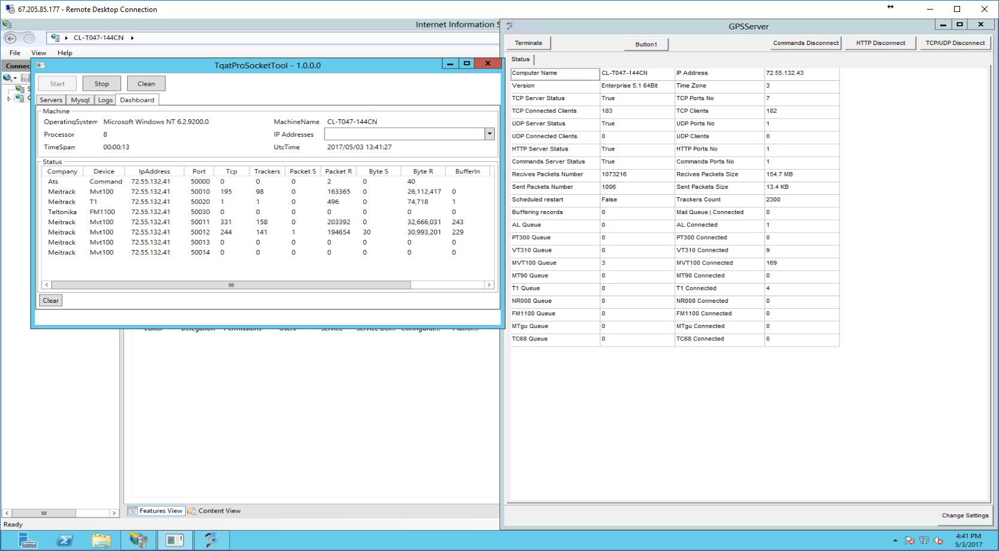 67.205.85.177 - Remote Desktop Connection
Internet Information S
CL-T047-144CN
File View Help
Connec
TqatProSocketTool - 1.0.0.0
Start Stop Clean
Servers Mysql Logs Dashboard
Machine
OperatingSystem Microsoft Windows NT 6.2.9200.0 MachineName CL-T047-144CN
Processor 8 IP Addresses
TimeSpan 00:00:13 UtcTime 2017/05/03 13:41:27
Status
Company Device IpAddress Port Tcp Trackers Packet S Packet R Byte S Byte R BufferIn
Ats Command 72.55.132.41 50000 0 0 0 2 0 40
Meitrack Mvt100 72.55.132.41 50010 195 98 0 163365 0 26,112,417 0
Meitrack T1 72.55.132.41 50020 1 1 0 496 0 74,718 1
Teltonika FM1100 72.55.132.41 50030 0 0 0 0 0 0 0
Meitrack Mvt100 72.55.132.41 50011 331 158 0 203392 0 32,666,031 243
Meitrack Mvt100 72.55.132.41 50012 244 141 1 194654 30 30,993,201 229
Meitrack Mvt100 72.55.132.41 50013 0 0 0 0 0 0 0
Meitrack Mvt100 72.55.132.41 50014 0 0 0 0 0 0 0
Clear
Editor Delegation Permissions Users Service Service Del... Configurat... Platfor...
Features View Content View
Ready
GPSServer
Terminate Button1 Commands Disconnect HTTP Disconnect TCP/UDP Disconnect
Status
Computer Name CL-T047-144CN IP Address 72.55.132.43
Version Enterprise 5.1 64Bit Time Zone 3
TCP Server Status True TCP Ports No 7
TCP Connected Clients 183 TCP Clients 182
UDP Server Status True UDP Ports No 1
UDP Connected Clients 0 UDP Clients 0
HTTP Server Status True HTTP Ports No 1
Commands Server Status True Commands Ports No 1
Recives Packets Number 1073216 Recives Packets Size 154.7 MB
Sent Packets Number 1006 Sent Packets Size 13.4 KB
Scheduled restart False Trackers Count 2300
Buffering records 0 Mail Queue | Connected 0
AL Queue 0 AL Connected 1
PT300 Queue 0 PT300 Connected 0
VT310 Queue 0 VT310 Connected 9
MVT100 Queue 3 MVT100 Connected 169
MT90 Queue 0 MT90 Connected 0
T1 Queue 0 T1 Connected 4
NR008 Queue 0 NR008 Connected 0
FM1100 Queue 0 FM1100 Connected 0
MTgu Queue 0 MTgu Connected 0
TC68 Queue 0 TC68 Connected 0
Change Settings
4:41 PM
5/3/2017